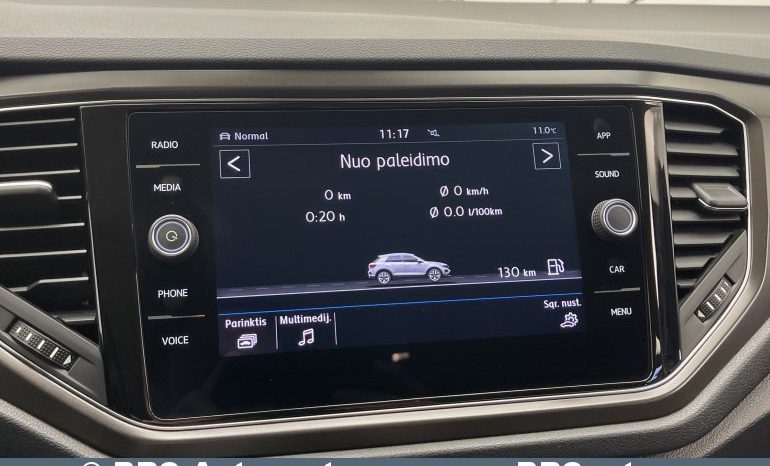 RADIO
MEDIA
PHONE
VOICE
Normal 11:17 11.0°C
Nuo paleidimo
0 km Ø 0 km/h
0:20 h Ø 0.0 l/100km
130 km
Parinktis Multimedij. Sąr. nust.
APP
SOUND
CAR
MENU